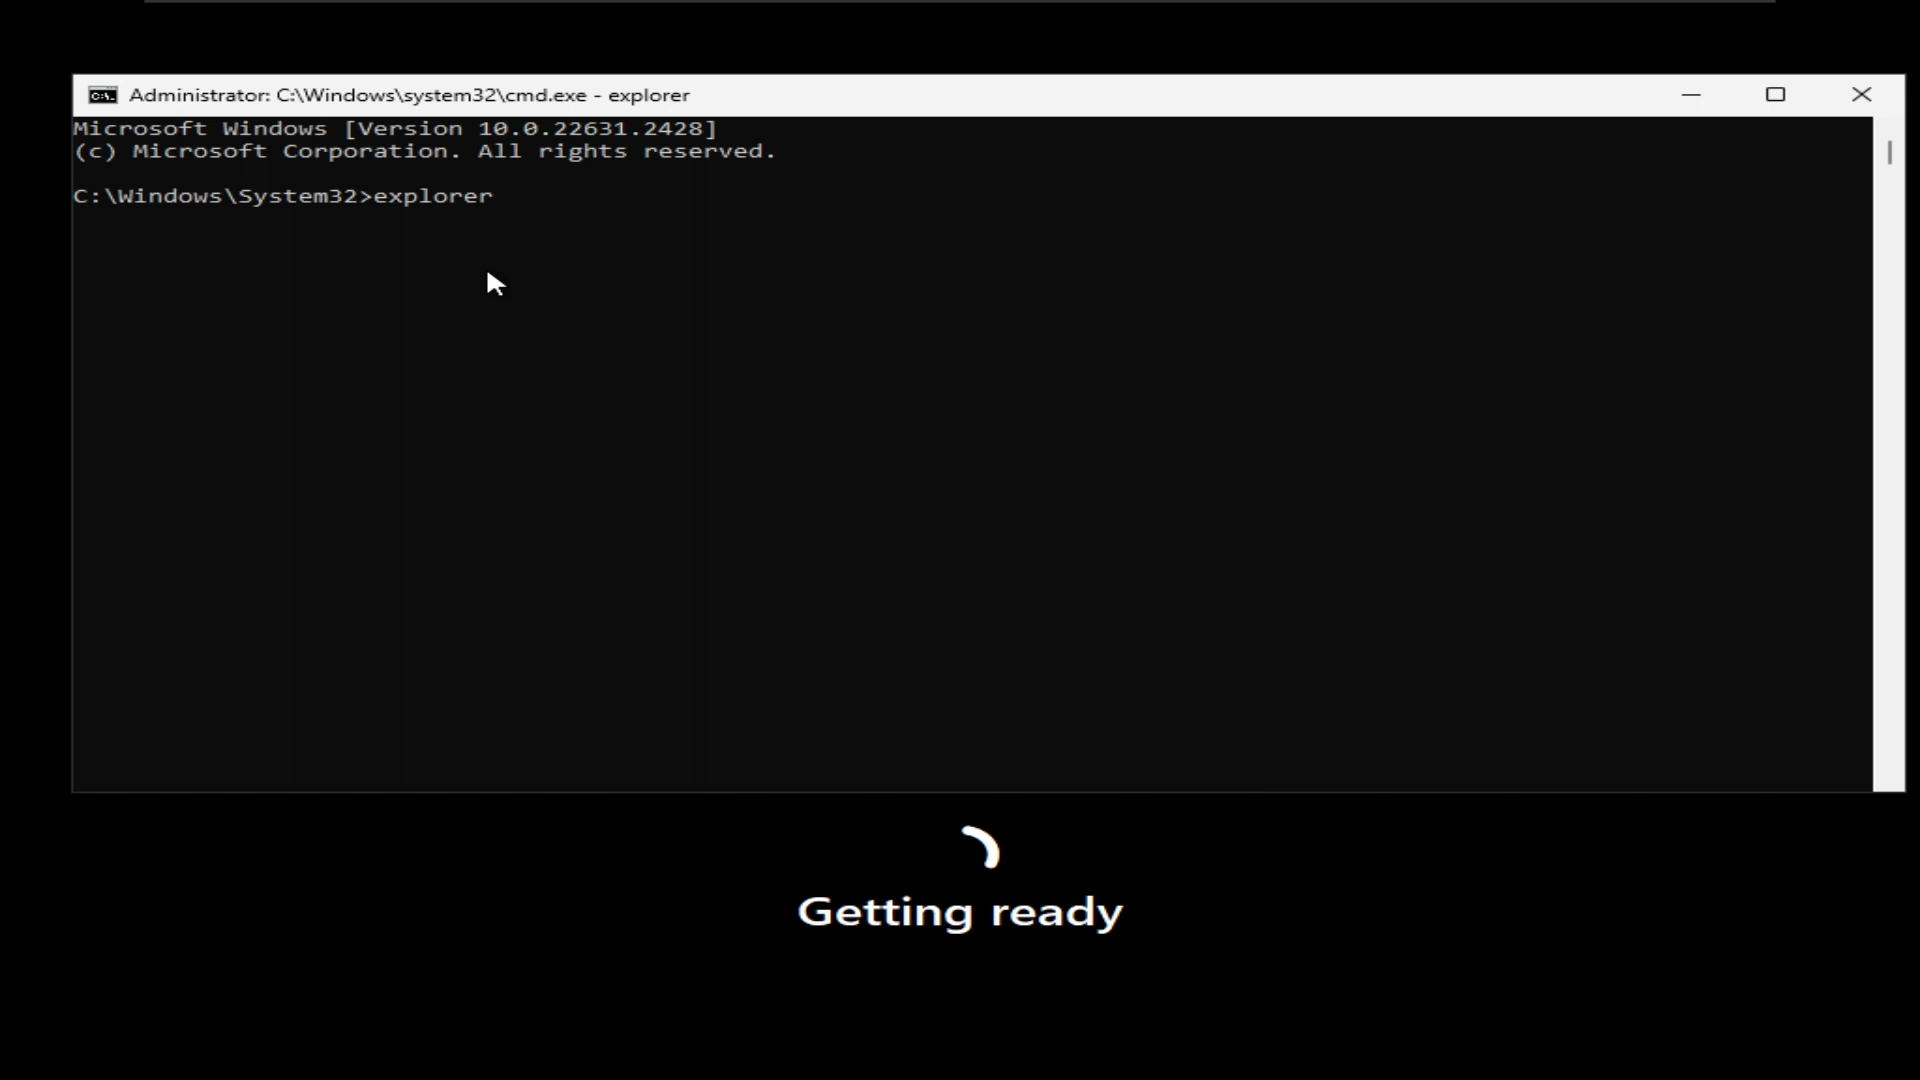 Administrator: C:\Windows\system32\cmd.exe - explorer
Microsoft Windows [Version 10.0.22631.2428]
(c) Microsoft Corporation. All rights reserved.
C:\Windows\System32>explorer
Getting ready